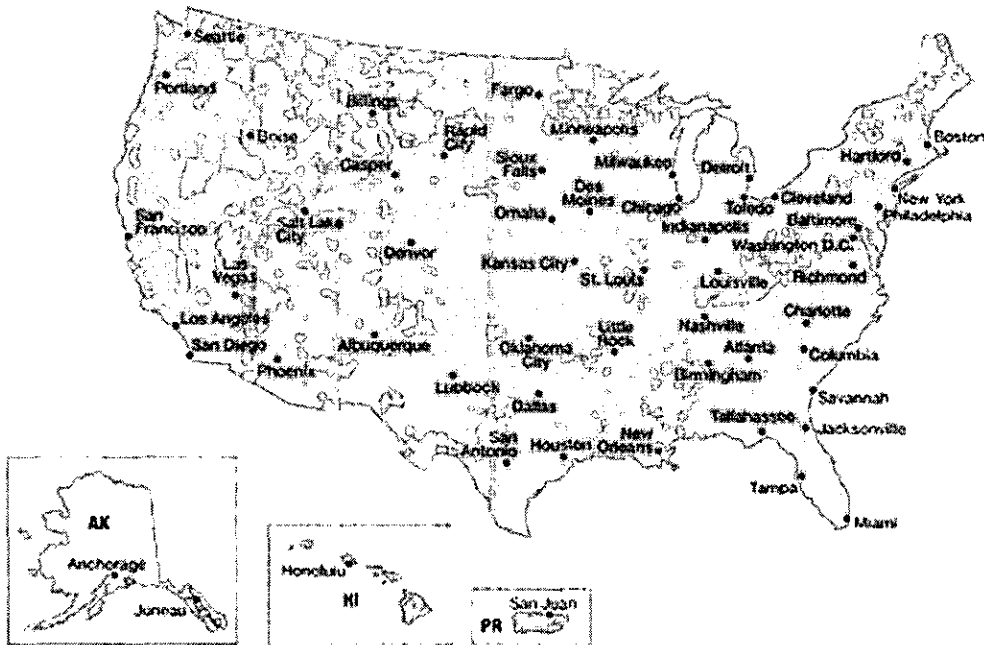 Seattle
Portland
Fargo
Billings
Minneapolis
Boise
Rapid
City
Boston
Hartford
Casper
Sioux
Falls
Milwaukee
Detroit
Des
Moines
New York
Omaha
Chicago
Toledo
Cleveland
Philadelphia
San
Francisco
Salt Lake
City
Indianapolis
Baltimore
Washington D.C.
Denver
Kansas City
St. Louis
Louisville
Richmond
Las
Vegas
Los Angeles
Nashville
Charlotte
San Diego
Albuquerque
Oklahoma
City
Little
Rock
Atlanta
Columbia
Phoenix
Birmingham
Lubbock
Dallas
Savannah
Tallahassee
Jacksonville
San
Antonio
Houston
New
Orleans
Tampa
Miami
AK
Anchorage
Juneau
Honolulu
HI
San Juan
PR